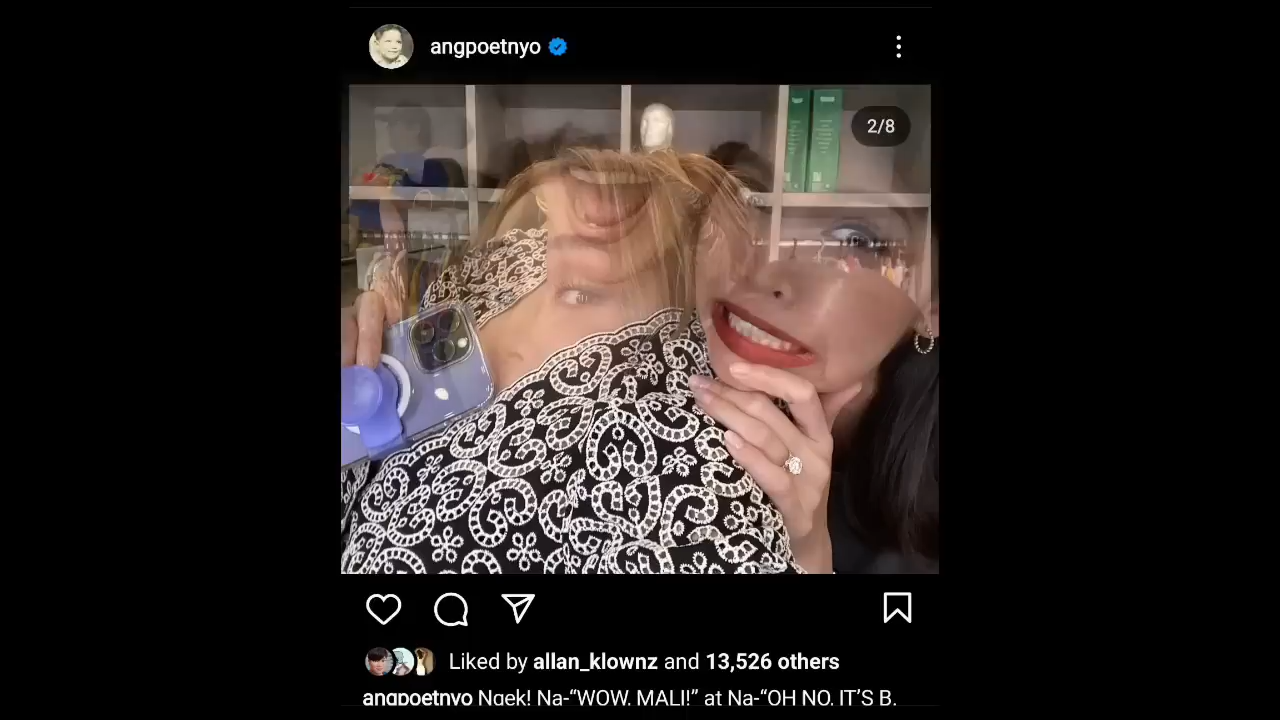 angpoetnyo
2/8
Liked by allan_klownz and 13,526 others
angpoetnyo Ngek! Na-“WOW, MALI!” at Na-“OH NO, IT’S B.